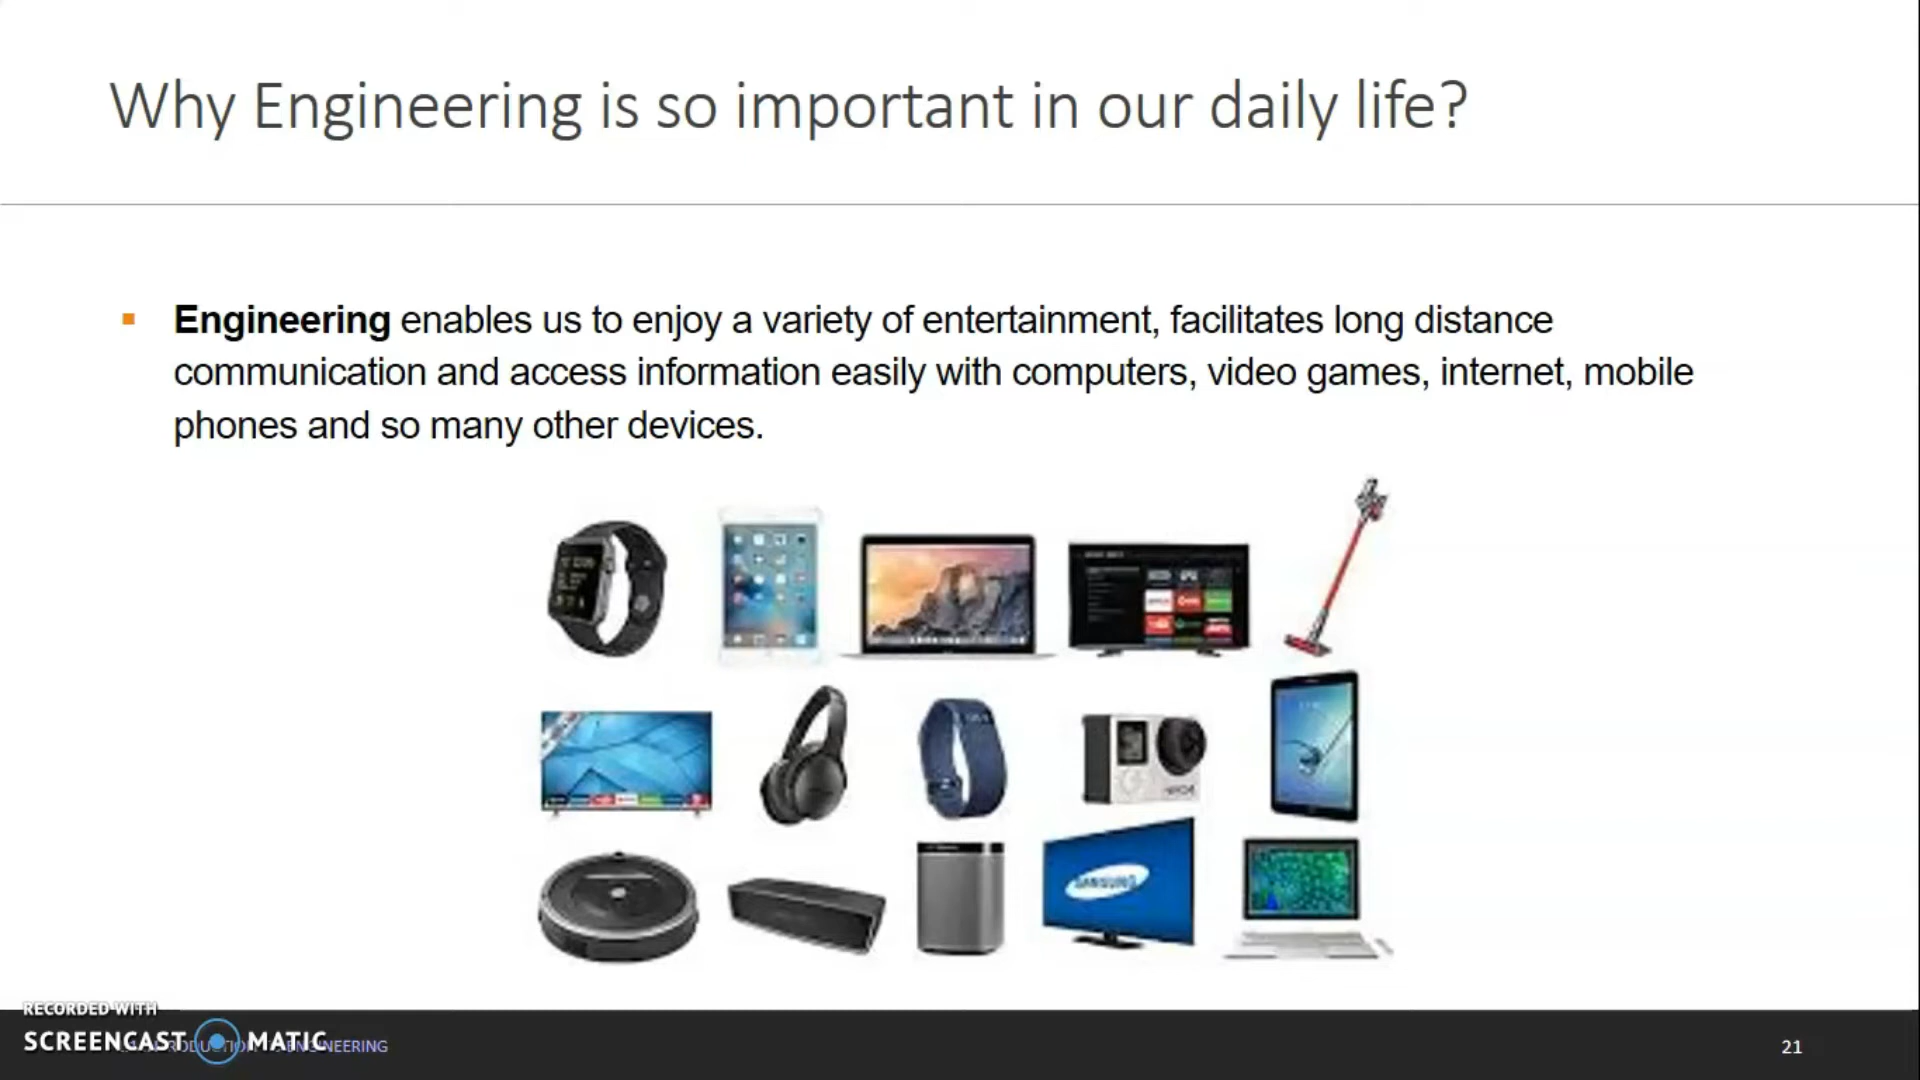 Why Engineering is so important in our daily life?
Engineering enables us to enjoy a variety of entertainment, facilitates long distance
communication and access information easily with computers, video games, internet, mobile
phones and so many other devices.
SAMSUNG
RECORDED WITH
SCREENCAST MATIC
ENGINEERING
21